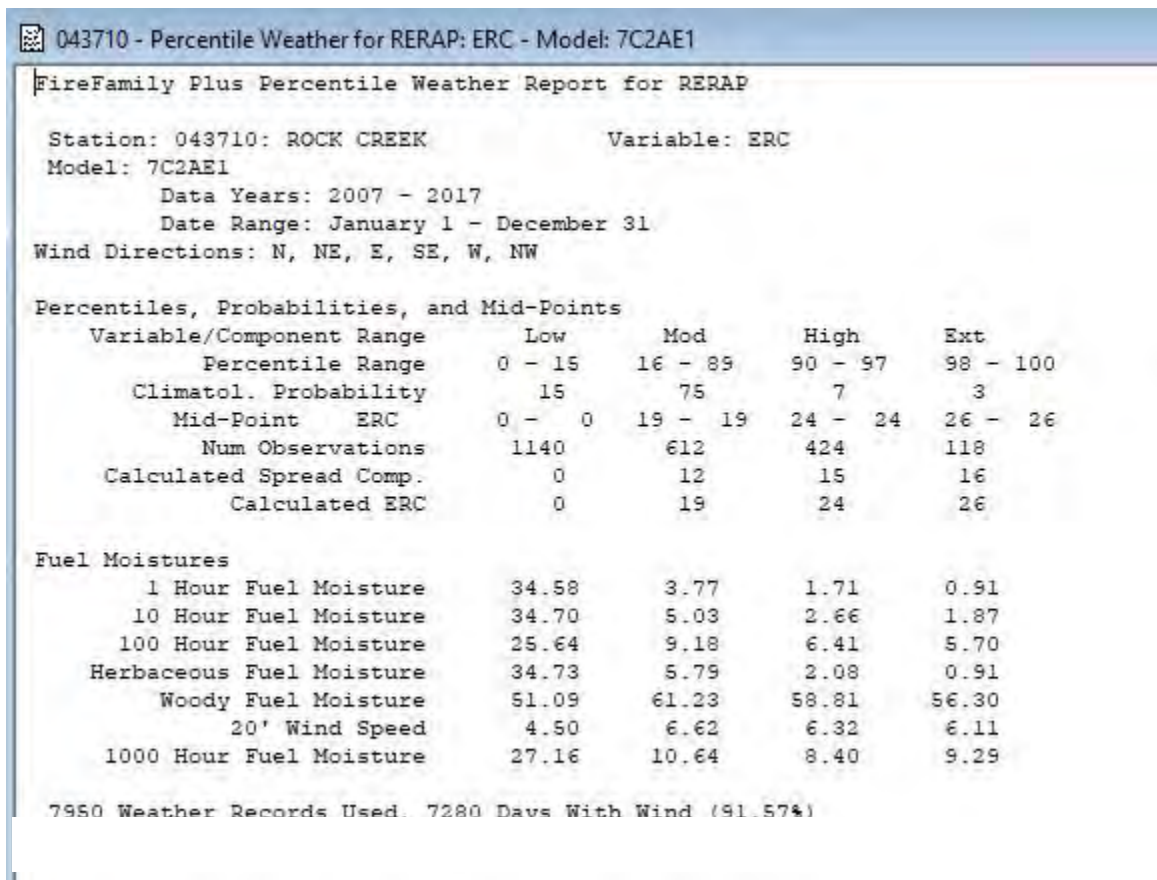 043710 - Percentile Weather for RERAP: ERC - Model: 7C2AE1
FireFamily Plus Percentile Weather Report for RERAP
Station: 043710: ROCK CREEK Variable: ERC
Model: 7C2AE1
Data Years: 2007 - 2017
Date Range: January 1 - December 31
Wind Directions: N, NE, E, SE, W, NW
Percentiles, Probabilities, and Mid-Points
Variable/Component Range Low Mod High Ext
Percentile Range 0 - 15 16 - 89 90 - 97 98 - 100
Climatol. Probability 15 75 7 3
Mid-Point ERC 0 - 0 19 - 19 24 - 24 26 - 26
Num Observations 1140 612 424 118
Calculated Spread Comp. 0 12 15 16
Calculated ERC 0 19 24 26
Fuel Moistures
1 Hour Fuel Moisture 34.58 3.77 1.71 0.91
10 Hour Fuel Moisture 34.70 5.03 2.66 1.87
100 Hour Fuel Moisture 25.64 9.18 6.41 5.70
Herbaceous Fuel Moisture 34.73 5.79 2.08 0.91
Woody Fuel Moisture 51.09 61.23 58.81 56.30
20' Wind Speed 4.50 6.62 6.32 6.11
1000 Hour Fuel Moisture 27.16 10.64 8.40 9.29
7950 Weather Records Used, 7280 Days With Wind (91.57%)